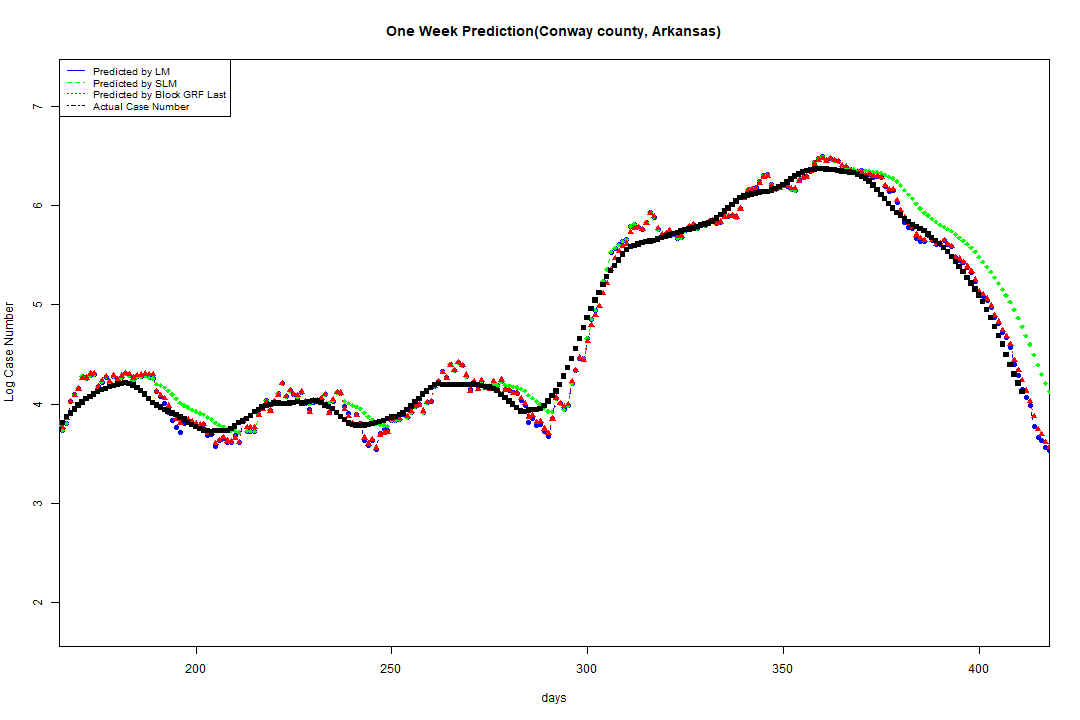 One Week Prediction(Conway county, Arkansas)
Predicted by LM
Predicted by SLM
Predicted by Block GRF Last
Actual Case Number
7
6
5
4
3
2
Log Case Number
200 250 300 350 400
days